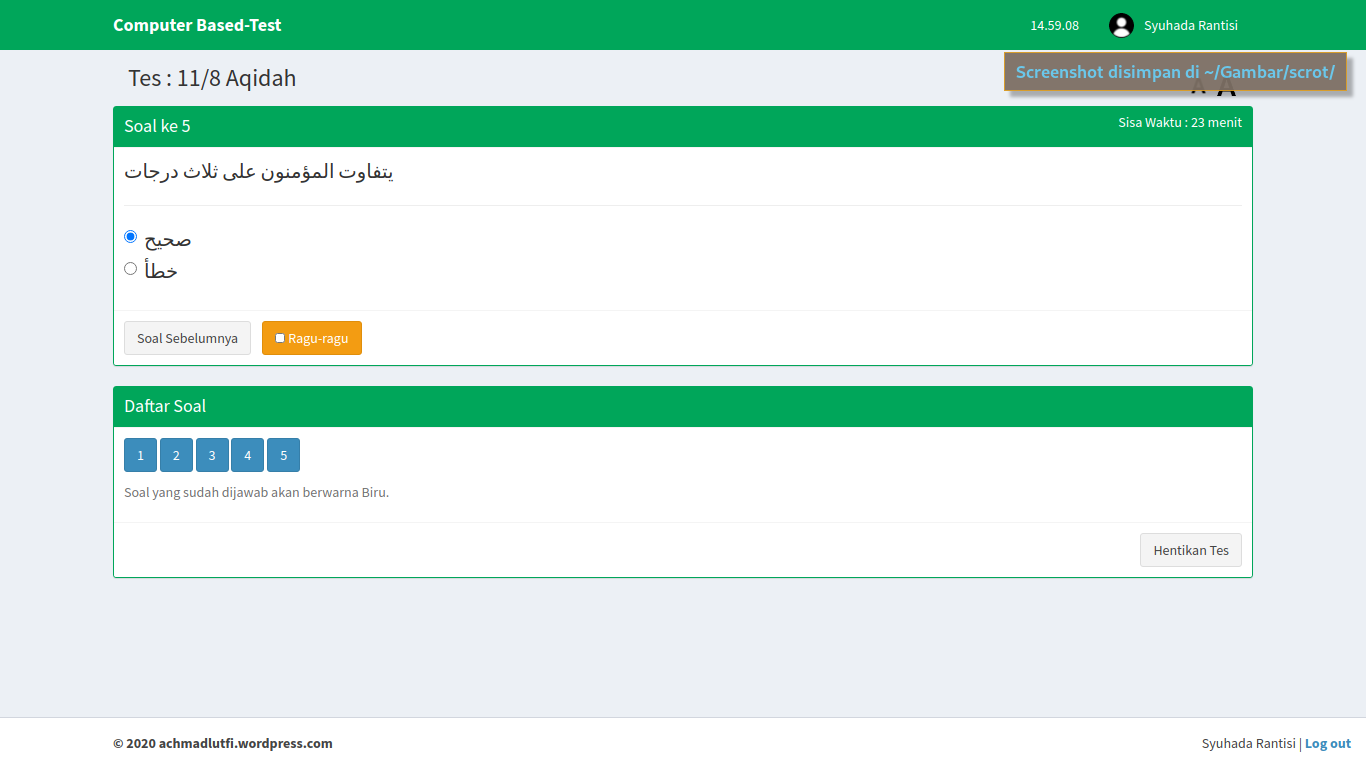 Computer Based-Test
14.59.08
Syuhada Rantisi
Tes : 11/8 Aqidah
Screenshot disimpan di ~/Gambar/scrot/
A A
Soal ke 5
Sisa Waktu : 23 menit
يتفاوت المؤمنون على ثلاث درجات
صحيح
خطأ
Soal Sebelumnya
Ragu-ragu
Daftar Soal
1 2 3 4 5
Soal yang sudah dijawab akan berwarna Biru.
Hentikan Tes
© 2020 achmadlutfi.wordpress.com
Syuhada Rantisi | Log out